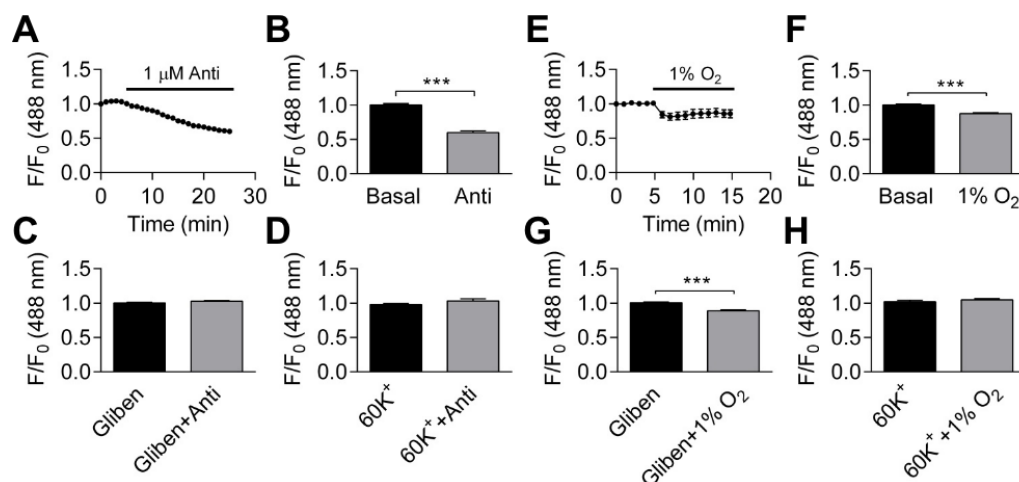 A
1 μM Anti
F/F₀ (488 nm)
1.5
1.0
0.5
0.0
0 10 20 30
Time (min)
B
***
F/F₀ (488 nm)
1.5
1.0
0.5
0.0
Basal Anti
E
1% O₂
F/F₀ (488 nm)
1.5
1.0
0.5
0.0
0 5 10 15 20
Time (min)
F
***
F/F₀ (488 nm)
1.5
1.0
0.5
0.0
Basal 1% O₂
C
F/F₀ (488 nm)
1.5
1.0
0.5
0.0
Gliben
Gliben+Anti
D
F/F₀ (488 nm)
1.5
1.0
0.5
0.0
60K⁺
60K⁺+Anti
G
***
F/F₀ (488 nm)
1.5
1.0
0.5
0.0
Gliben
Gliben+1% O₂
H
F/F₀ (488 nm)
1.5
1.0
0.5
0.0
60K⁺
60K⁺+1% O₂